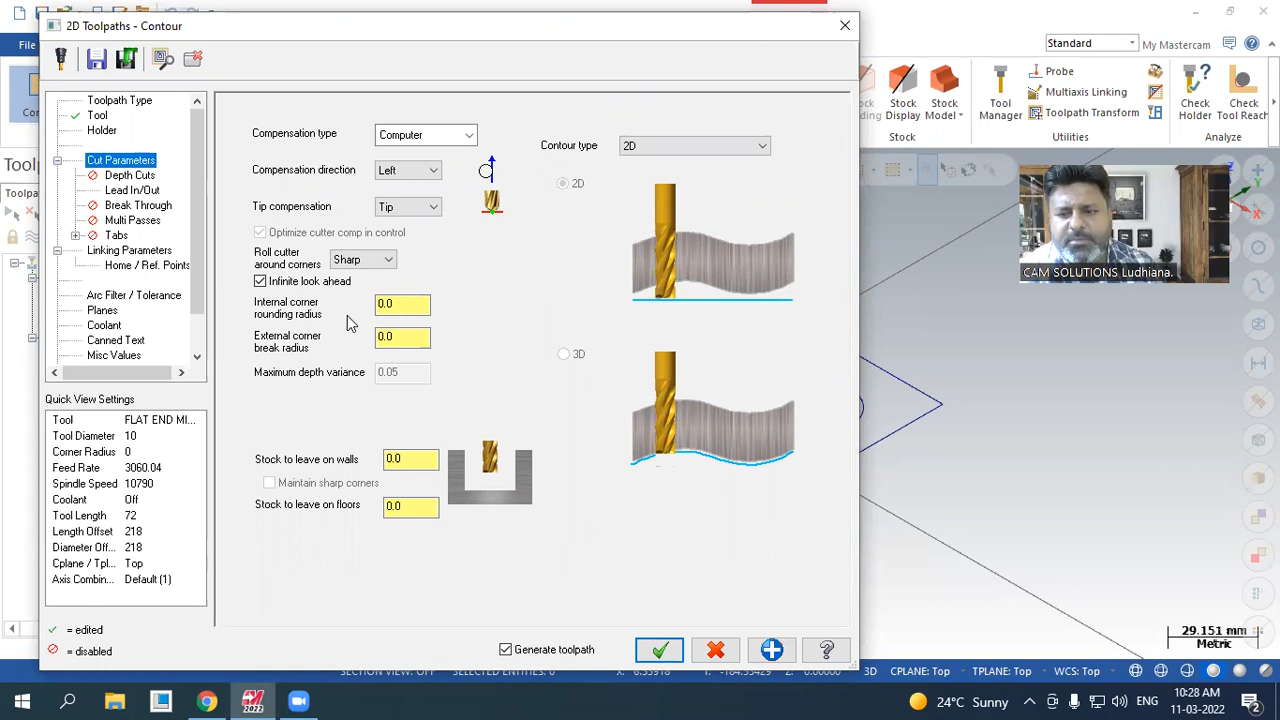 2D Toolpaths - Contour
File
Standard
My Mastercam
Toolpath Type
Tool
Holder
Cut Parameters
Depth Cuts
Lead In/Out
Break Through
Multi Passes
Tabs
Linking Parameters
Home / Ref. Points
Arc Filter / Tolerance
Planes
Coolant
Canned Text
Misc Values
Quick View Settings
Tool FLAT END MI...
Tool Diameter 10
Corner Radius 0
Feed Rate 3060.04
Spindle Speed 10790
Coolant Off
Tool Length 72
Length Offset 218
Diameter Off... 218
Cplane / Tpl... Top
Axis Combin... Default (1)
= edited
= disabled
Compensation type Computer
Compensation direction Left
Tip compensation Tip
Optimize cutter comp in control
Roll cutter
around corners Sharp
Infinite look ahead
Internal corner
rounding radius 0.0
External corner
break radius 0.0
Maximum depth variance 0.05
Stock to leave on walls 0.0
Maintain sharp corners
Stock to leave on floors 0.0
Contour type 2D
2D
3D
Generate toolpath
Stock
Display
Stock
Model
Stock
Tool
Manager
Probe
Multiaxis Linking
Toolpath Transform
Utilities
Check
Holder
Check
Tool Reach
Analyze
CAM SOLUTIONS Ludhiana.
29.151 mm
Metric
3D CPLANE: Top TPLANE: Top WCS: Top
2022
24°C Sunny
ENG
10:28 AM
11-03-2022
2